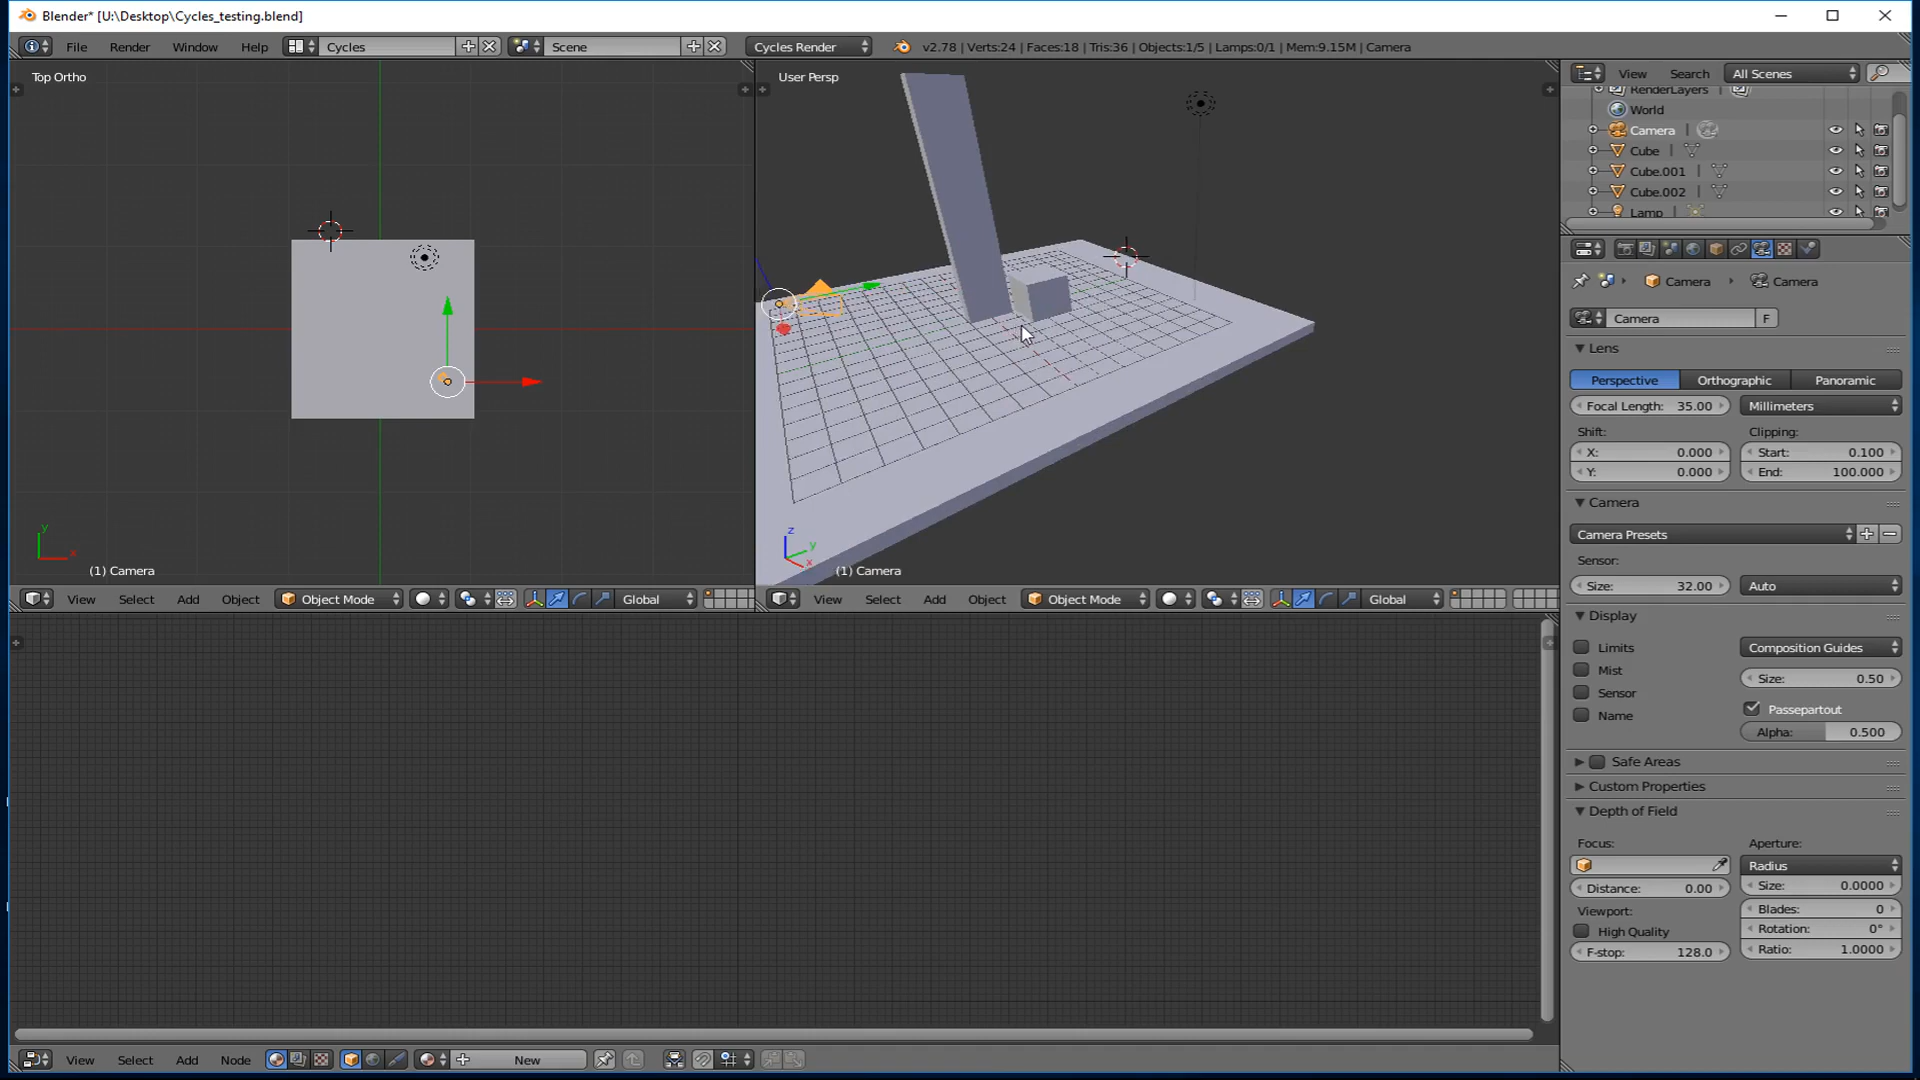 Blender* [U:\Desktop\Cycles_testing.blend]
File Render Window Help Cycles Scene Cycles Render v2.78 | Verts:24 | Faces:18 | Tris:36 | Objects:1/5 | Lamps:0/1 | Mem:9.15M | Camera
Top Ortho
User Persp
View Search All Scenes
RenderLayers
World
Camera
Cube
Cube.001
Cube.002
Lamp
Camera Camera
Camera F
Lens
Perspective Orthographic Panoramic
Focal Length: 35.00 Millimeters
Shift: Clipping:
X: 0.000 Start: 0.100
Y: 0.000 End: 100.000
Camera
Camera Presets
Sensor:
Size: 32.00 Auto
Display
Limits Composition Guides
Mist Size: 0.50
Sensor
Name Passepartout
Alpha: 0.500
Safe Areas
Custom Properties
Depth of Field
Focus: Aperture:
Radius
Distance: 0.00 Size: 0.0000
Viewport: Blades: 0
High Quality Rotation: 0°
F-stop: 128.0 Ratio: 1.0000
y
x
(1) Camera
z
y
x
(1) Camera
View Select Add Object Object Mode Global
View Select Add Object Object Mode Global
View Select Add Node New